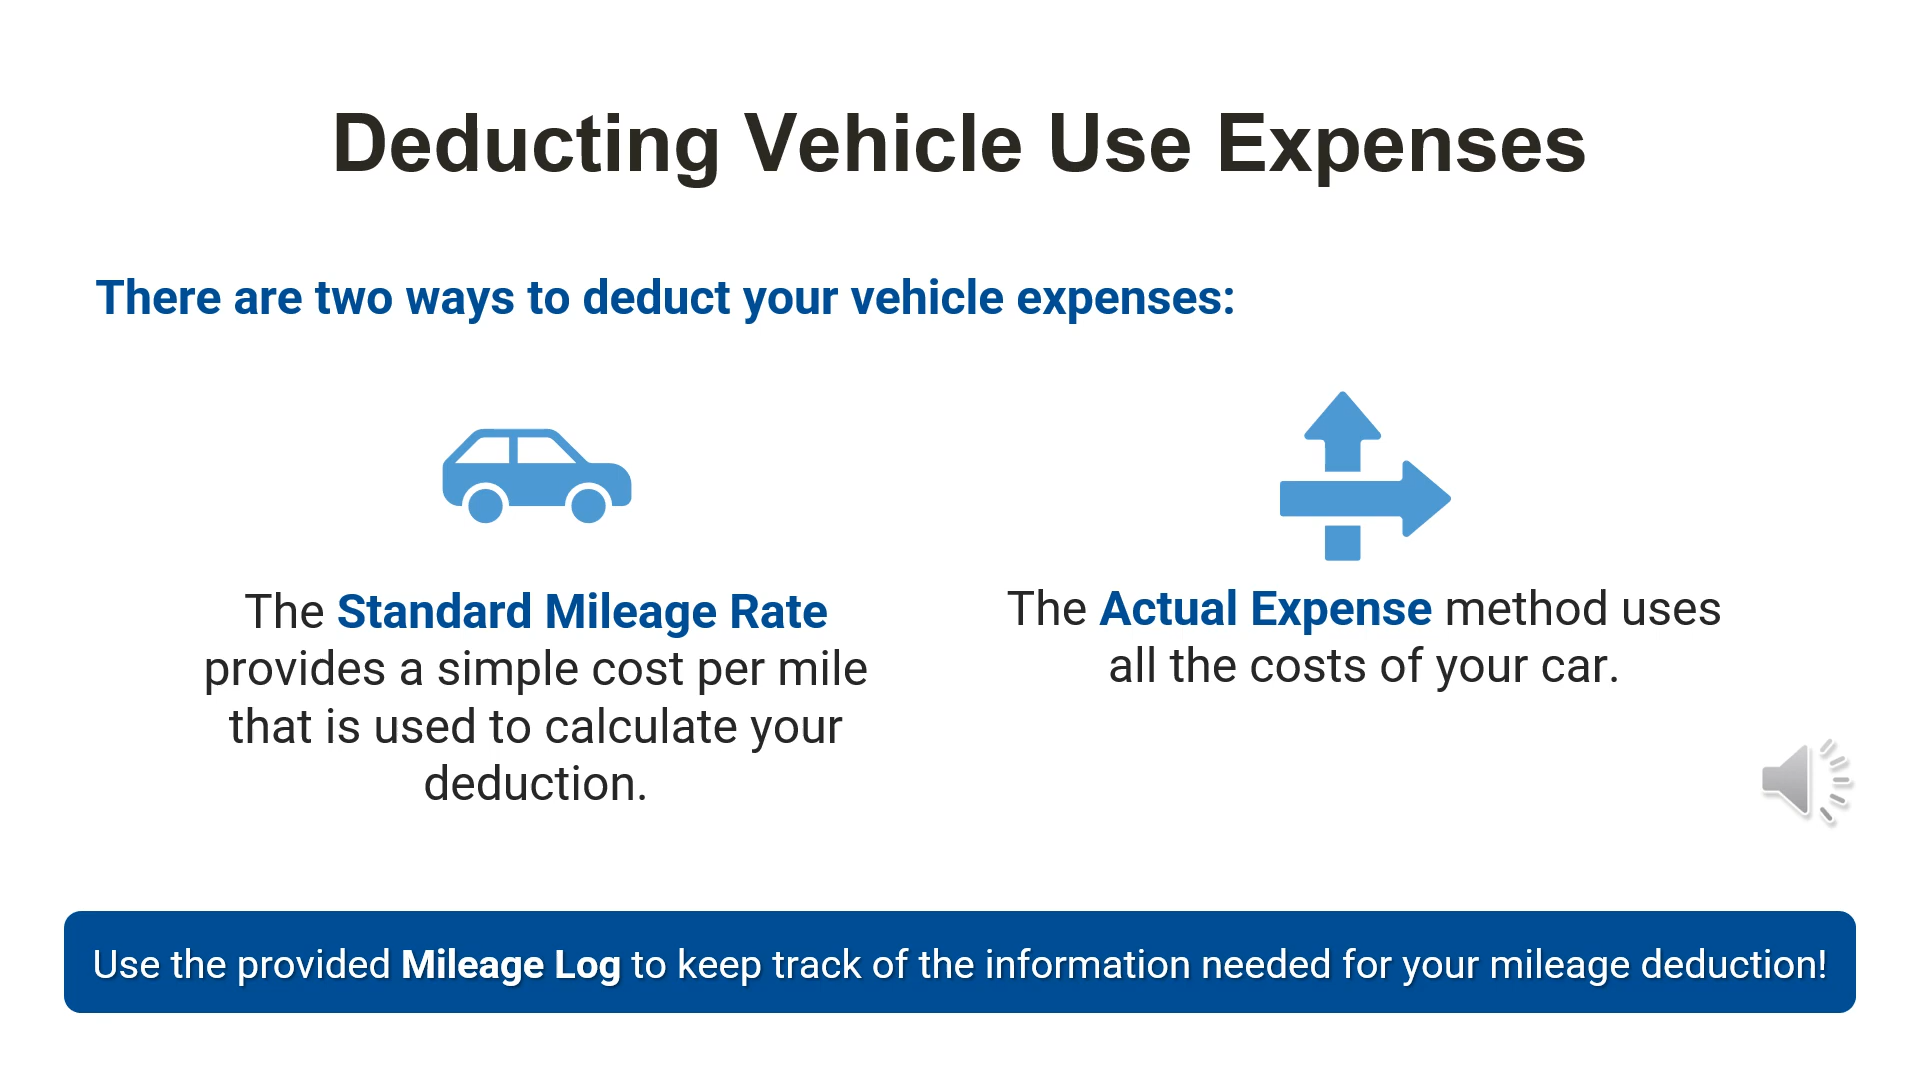 Deducting Vehicle Use Expenses
There are two ways to deduct your vehicle expenses:
The Standard Mileage Rate
provides a simple cost per mile
that is used to calculate your
deduction.
The Actual Expense method uses
all the costs of your car.
Use the provided Mileage Log to keep track of the information needed for your mileage deduction!